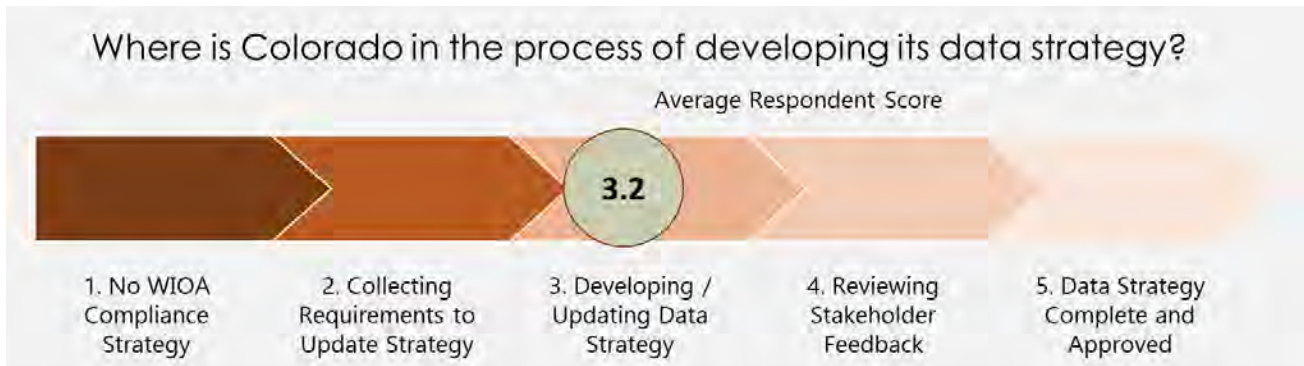 Where is Colorado in the process of developing its data strategy?
Average Respondent Score
3.2
1. No WIOA
Compliance
Strategy
2. Collecting
Requirements to
Update Strategy
3. Developing /
Updating Data
Strategy
4. Reviewing
Stakeholder
Feedback
5. Data Strategy
Complete and
Approved